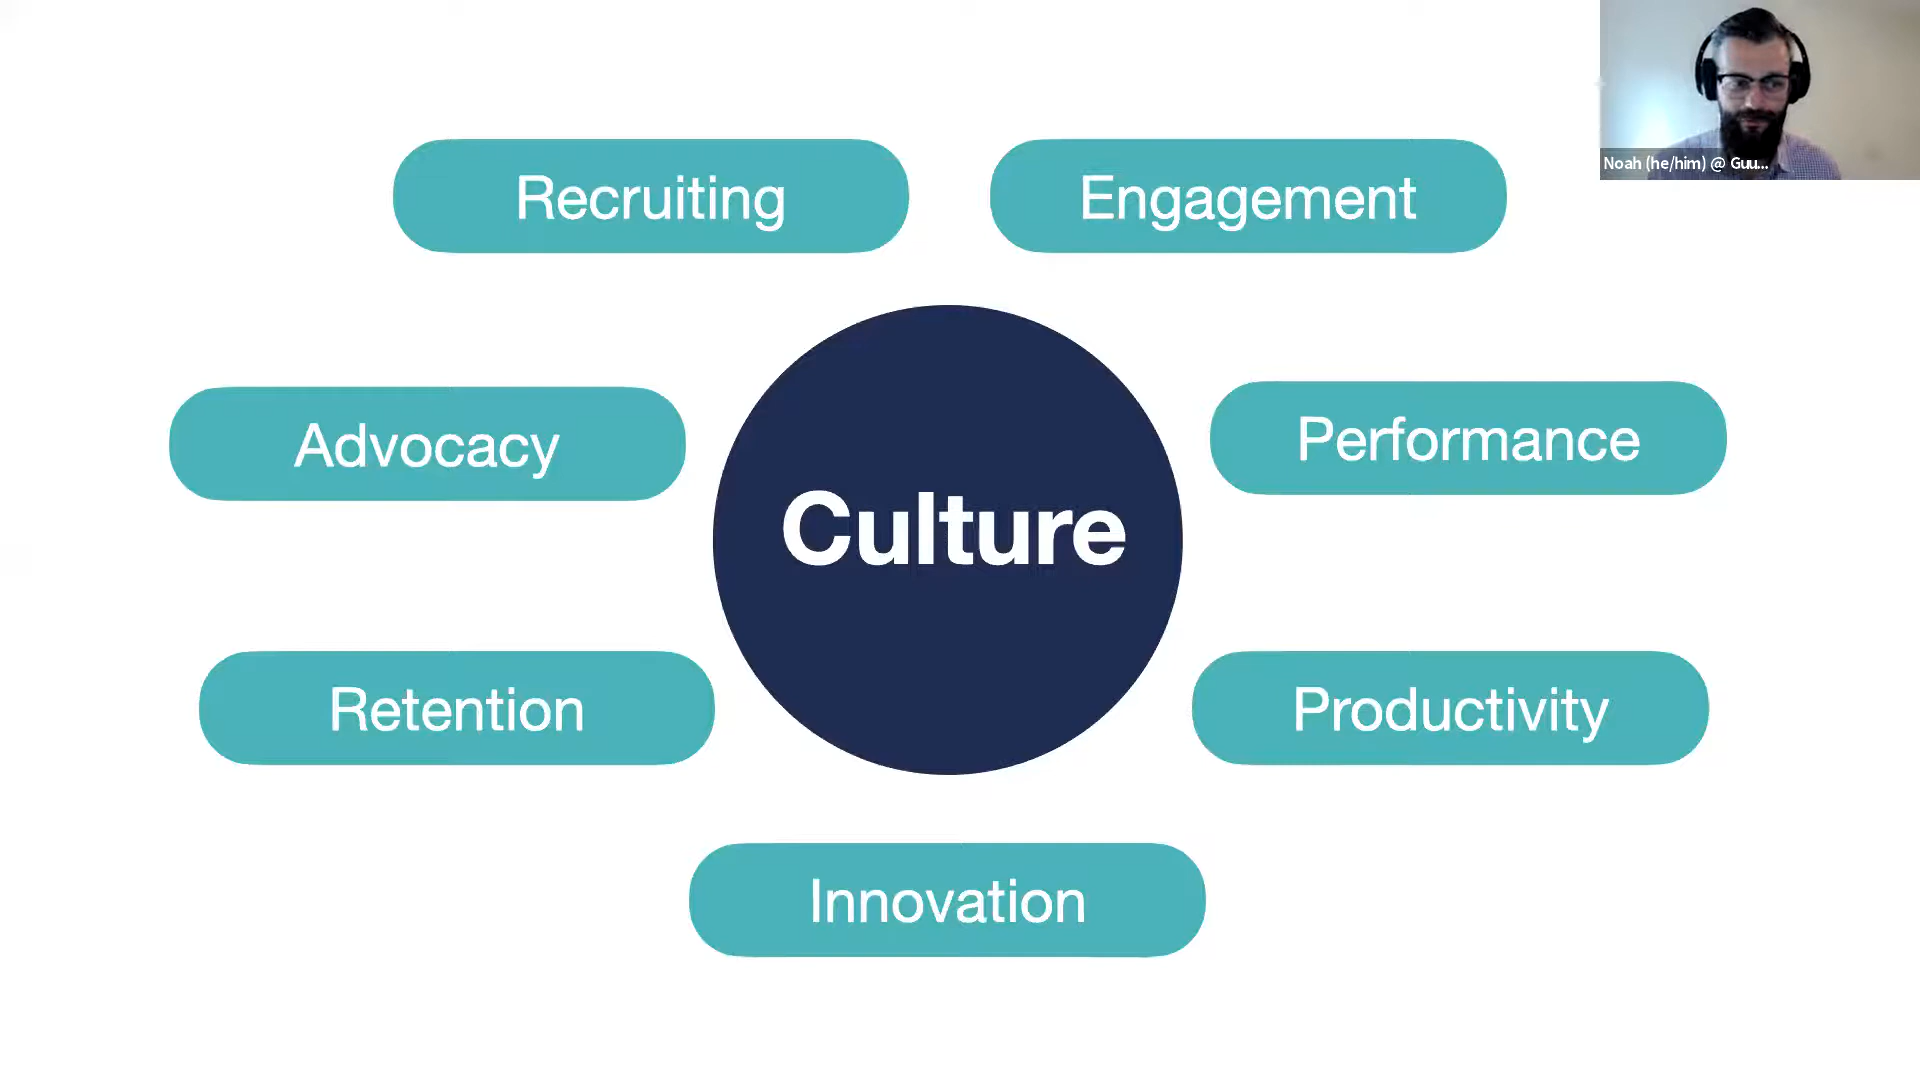 Recruiting
Engagement
Noah (he/him) @ Guu...
Advocacy
Performance
Culture
Retention
Productivity
Innovation